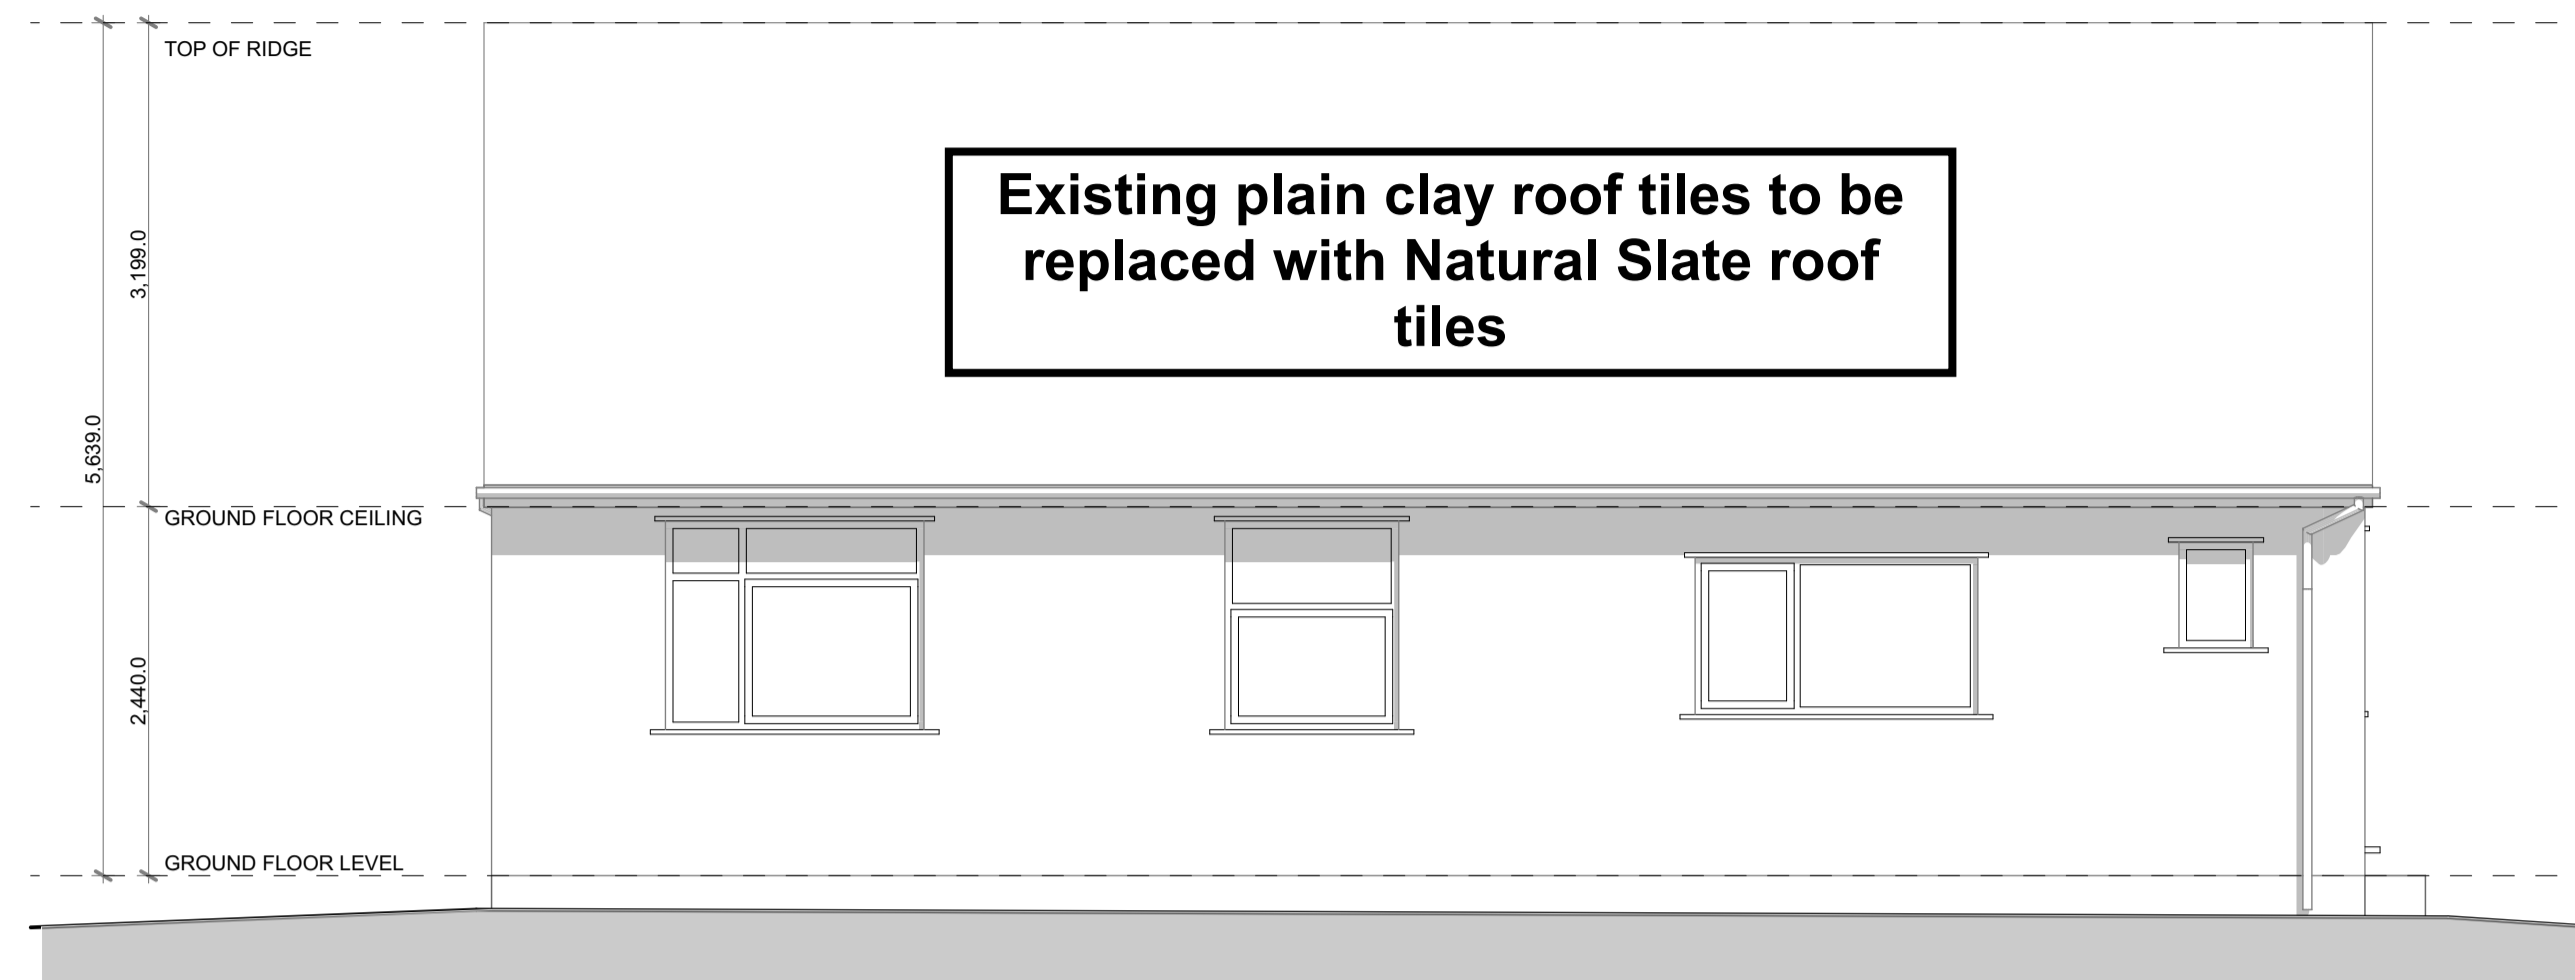 TOP OF RIDGE
Existing plain clay roof tiles to be
replaced with Natural Slate roof
tiles
3,199.0
5,639.0
GROUND FLOOR CEILING
2,440.0
GROUND FLOOR LEVEL